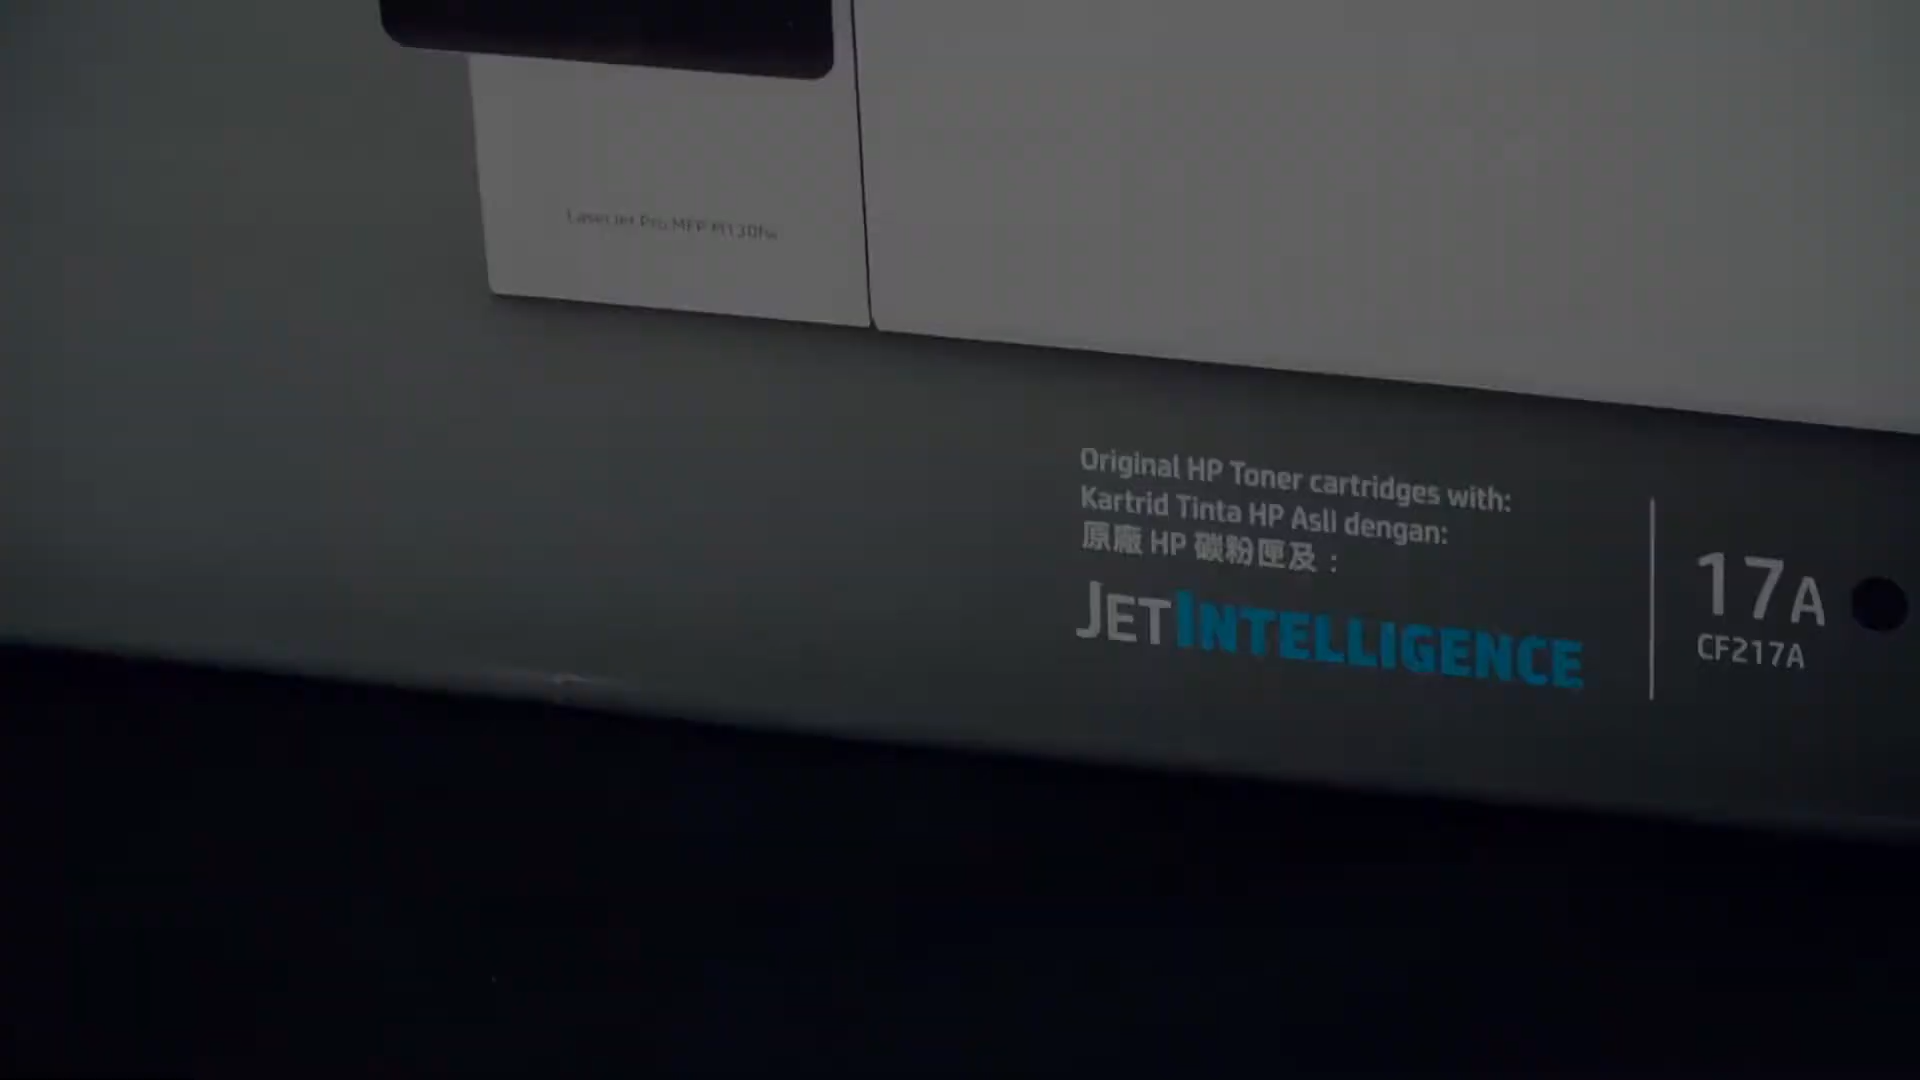 LaserJet Pro MFP M130fw
Original HP Toner cartridges with:
Kartrid Tinta HP Asli dengan:
原廠 HP 碳粉匣及：
JETINTELLIGENCE
17A
CF217A